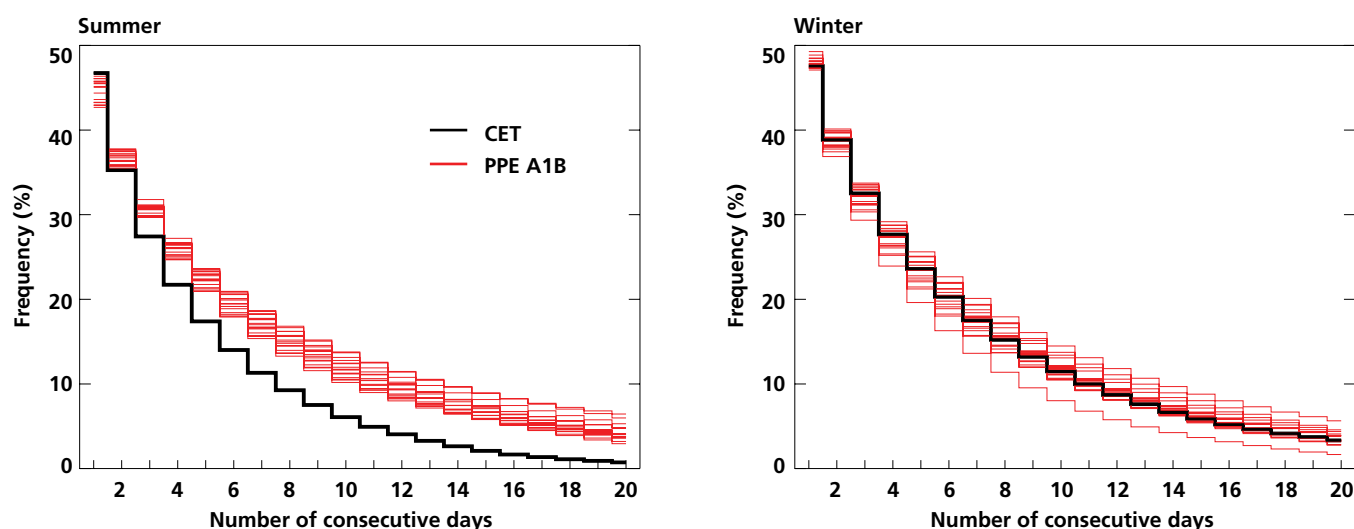 Summer
50
40
30
20
10
0
Frequency (%)
CET
PPE A1B
2 4 6 8 10 12 14 16 18 20
Number of consecutive days
Winter
50
40
30
20
10
0
Frequency (%)
2 4 6 8 10 12 14 16 18 20
Number of consecutive days